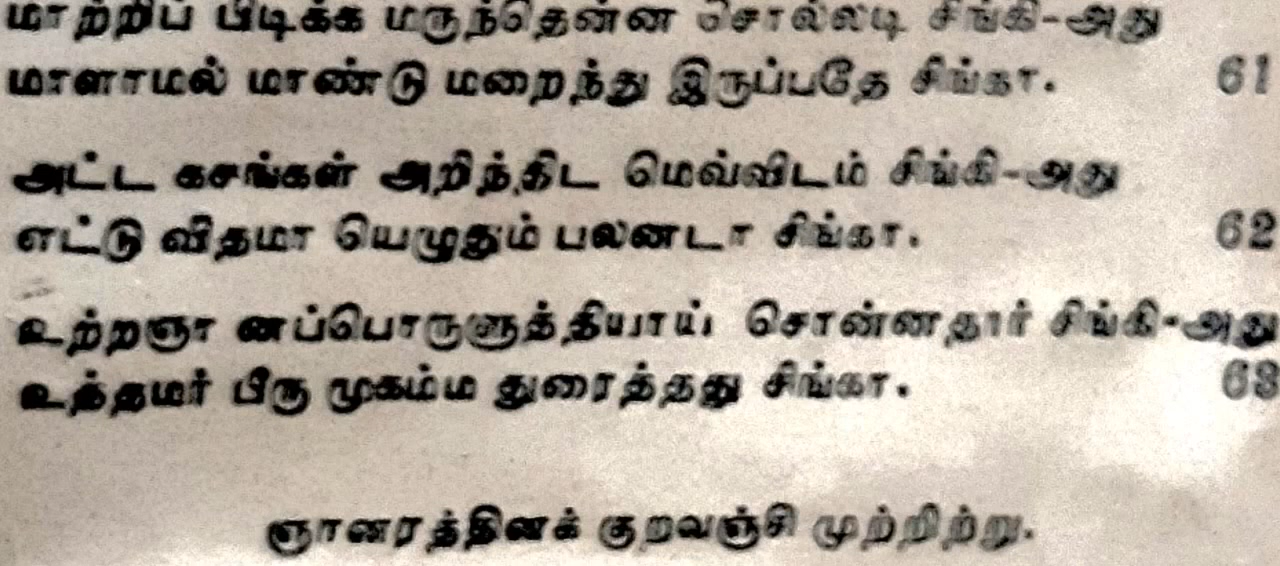 மாற்றிப் பிடிக்க மருந்தென்ன சொல்லடி சிங்கி-அது
மாளாமல் மாண்டு மறைந்து இருப்பதே சிங்கா. 61
அட்ட கசங்கள் அறிந்திட மெவ்விடம் சிங்கி-அது
எட்டு விதமா யெழுதும் பலனடா சிங்கா. 62
உற்றஞா னப்பொருளுத்தியாய் சொன்னதார் சிங்கி-அது
உத்தமர் பீரு முகம்ம துரைத்தது சிங்கா. 63
ஞானரத்தினக் குறவஞ்சி முற்றிற்று.